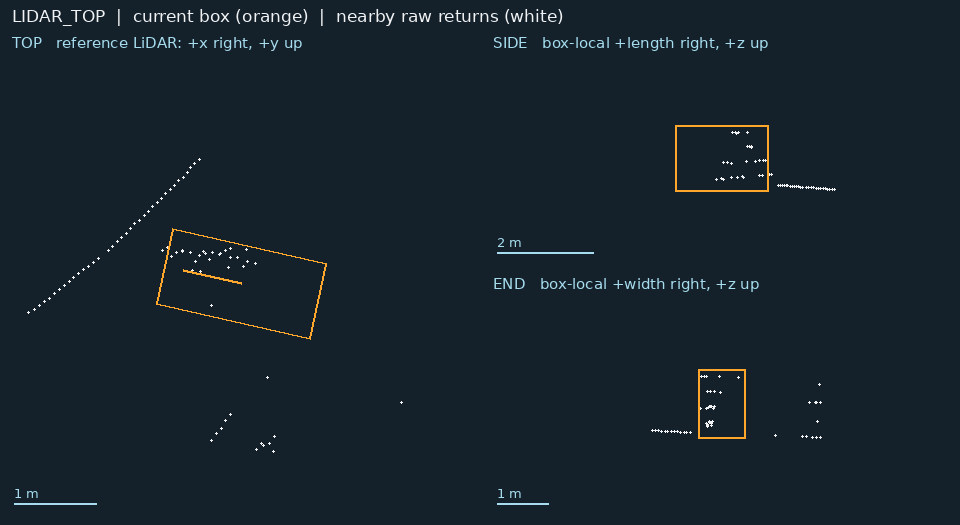 LIDAR_TOP | current box (orange) | nearby raw returns (white)
TOP reference LiDAR: +x right, +y up
SIDE box-local +length right, +z up
2 m
END box-local +width right, +z up
1 m
1 m